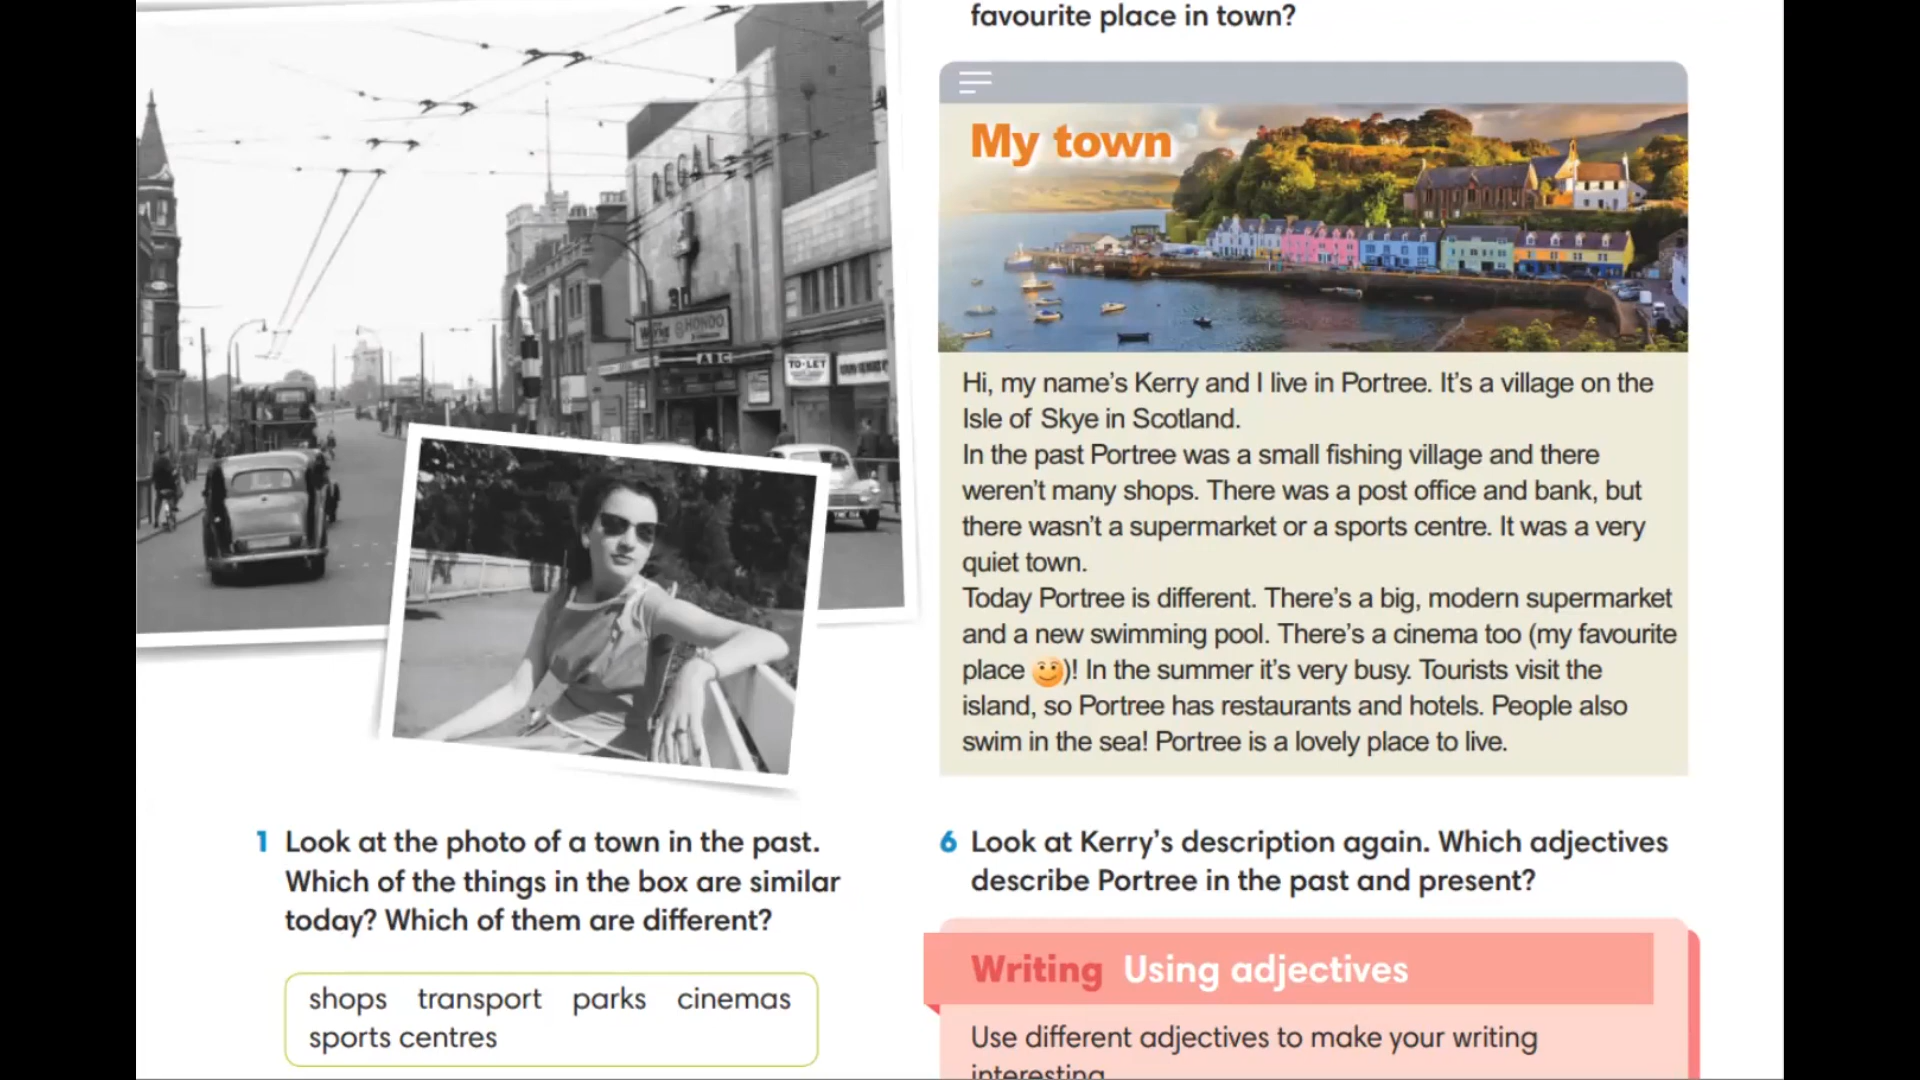 favourite place in town?
My town
Hi, my name's Kerry and I live in Portree. It's a village on the
Isle of Skye in Scotland.
In the past Portree was a small fishing village and there
weren't many shops. There was a post office and bank, but
there wasn't a supermarket or a sports centre. It was a very
quiet town.
Today Portree is different. There's a big, modern supermarket
and a new swimming pool. There's a cinema too (my favourite
place 🙂)! In the summer it's very busy. Tourists visit the
island, so Portree has restaurants and hotels. People also
swim in the sea! Portree is a lovely place to live.
REGAL
3D
HONDO
ABC
TO-LET
1 Look at the photo of a town in the past.
Which of the things in the box are similar
today? Which of them are different?
shops transport parks cinemas
sports centres
6 Look at Kerry's description again. Which adjectives
describe Portree in the past and present?
Writing Using adjectives
Use different adjectives to make your writing
interesting